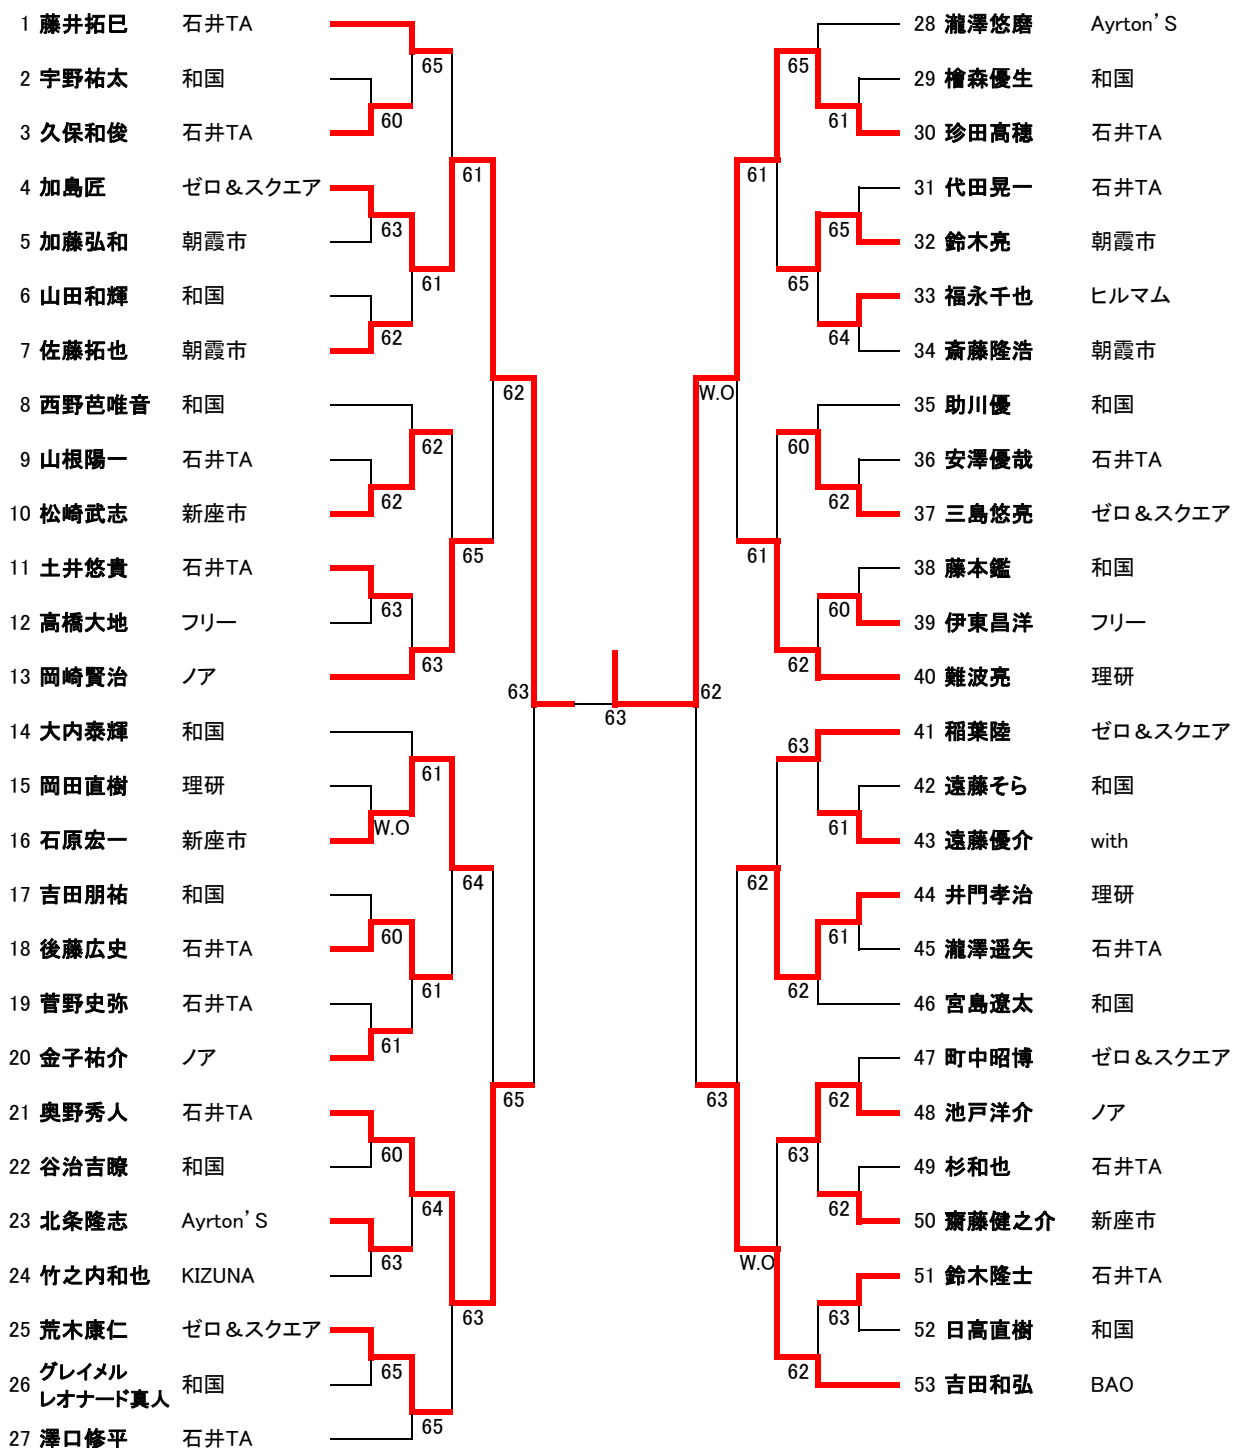 1 藤井拓巳 石井TA
2 宇野祐太 和国
3 久保和俊 石井TA
4 加島匠 ゼロ＆スクエア
5 加藤弘和 朝霞市
6 山田和輝 和国
7 佐藤拓也 朝霞市
8 西野芭唯音 和国
9 山根陽一 石井TA
10 松崎武志 新座市
11 土井悠貴 石井TA
12 高橋大地 フリー
13 岡崎賢治 ノア
14 大内泰輝 和国
15 岡田直樹 理研
16 石原宏一 新座市
17 吉田朋祐 和国
18 後藤広史 石井TA
19 菅野史弥 石井TA
20 金子祐介 ノア
21 奥野秀人 石井TA
22 谷治吉瞭 和国
23 北条隆志 Ayrton'S
24 竹之内和也 KIZUNA
25 荒木康仁 ゼロ＆スクエア
グレイメル
26 レオナード真人 和国
27 澤口修平 石井TA
65
60
61
63
61
62
62
62
62
65
63
63
63
61
W.O
64
60
61
61
65
60
64
63
63
65
65
63
65
61
61
65
65
64
W.O
60
62
61
60
62
62
63
61
62
61
62
63
62
63
62
W.O
63
62
28 瀧澤悠磨 Ayrton'S
29 檜森優生 和国
30 珍田髙穂 石井TA
31 代田晃一 石井TA
32 鈴木亮 朝霞市
33 福永千也 ヒルマム
34 斎藤隆浩 朝霞市
35 助川優 和国
36 安澤優哉 石井TA
37 三島悠亮 ゼロ＆スクエア
38 藤本鑑 和国
39 伊東昌洋 フリー
40 難波亮 理研
41 稲葉陸 ゼロ＆スクエア
42 遠藤そら 和国
43 遠藤優介 with
44 井門孝治 理研
45 瀧澤遥矢 石井TA
46 宮島遼太 和国
47 町中昭博 ゼロ＆スクエア
48 池戸洋介 ノア
49 杉和也 石井TA
50 齋藤健之介 新座市
51 鈴木隆士 石井TA
52 日高直樹 和国
53 吉田和弘 BAO